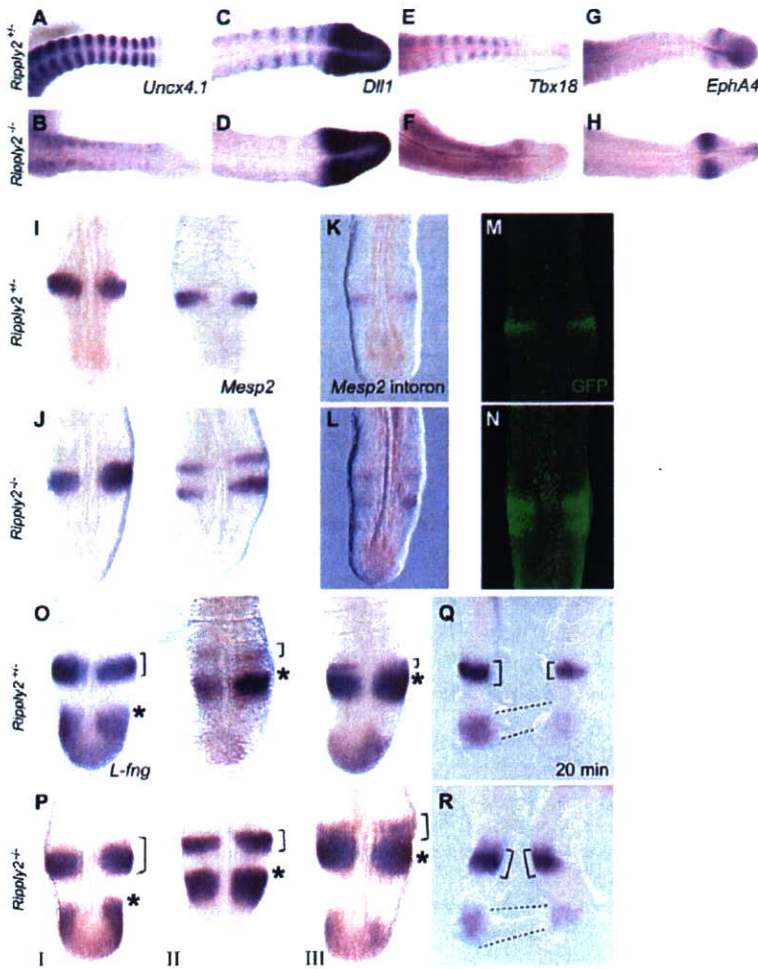 A C E G
Ripply2+/-
Uncx4.1 Dll1 Tbx18 EphA4
B D F H
Ripply2-/-
I K M
Ripply2+/-
Mesp2 Mesp2 intoron GFP
J L N
Ripply2-/-
O Q
* * *
Ripply2+/-
L-fng 20 min
P R
* * *
Ripply2-/-
I II III